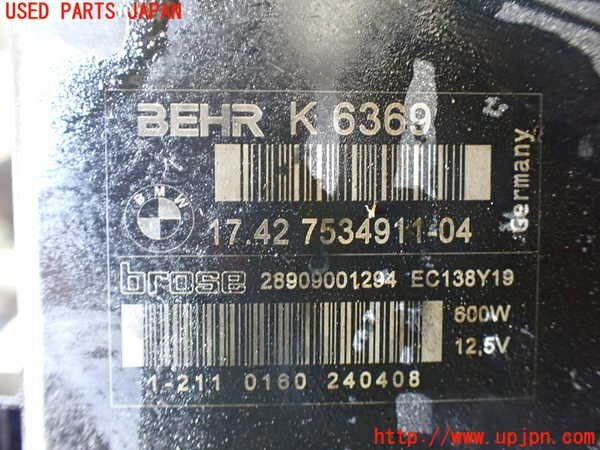 USED PARTS JAPAN
BEHR K 6369
Germany
BMW
17.42 7534911-04
brose 28909001294 EC138Y19
600W
12,5V
1-211 0160 240408
http://www.upjpn.com